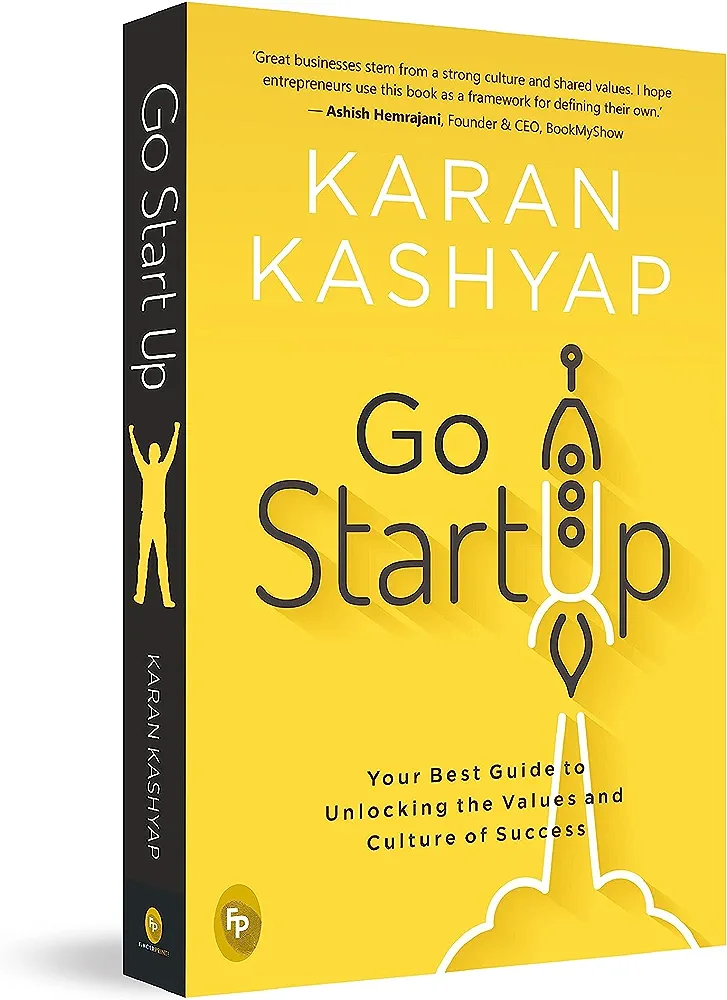 'Great businesses stem from a strong culture and shared values. I hope
entrepreneurs use this book as a framework for defining their own.'
— Ashish Hemrajani, Founder & CEO, BookMyShow
KARAN
KASHYAP
Go
StartUp
Your Best Guide to
Unlocking the Values and
Culture of Success
FP
Go Start Up
KARAN KASHYAP
FP
FINGERPRINT!